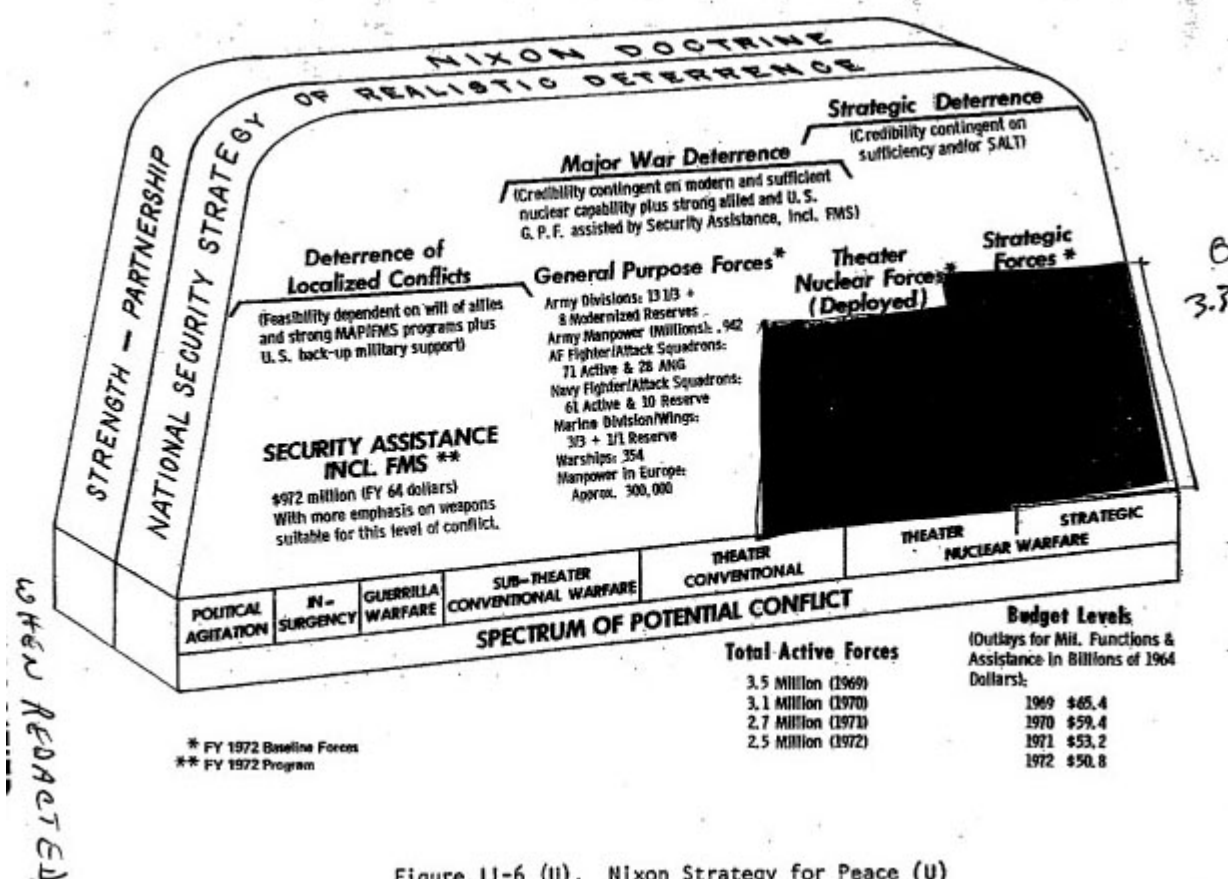 NIXON DOCTRINE
STRATEGY OF REALISTIC DETERRENCE
STRENGTH — PARTNERSHIP
NATIONAL SECURITY
Strategic Deterrence
(Credibility contingent on
sufficiency and/or SALT)
Major War Deterrence
(Credibility contingent on modern and sufficient
nuclear capability plus strong allied and U. S.
G. P. F. assisted by Security Assistance, Incl. FMS)
Deterrence of
Localized Conflicts
(Feasibility dependent on will of allies
and strong MAP/FMS programs plus
U. S. back-up military support)
SECURITY ASSISTANCE
INCL. FMS **
$972 million (FY 64 dollars)
With more emphasis on weapons
suitable for this level of conflict.
General Purpose Forces*
Army Divisions: 13 1/3 +
8 Modernized Reserves
Army Manpower (Millions): .942
AF Fighter/Attack Squadrons:
71 Active & 28 ANG
Navy Fighter/Attack Squadrons:
61 Active & 10 Reserve
Marine Division/Wings:
3/3 + 1/1 Reserve
Warships: 354
Manpower in Europe:
Approx. 300,000
Theater
Nuclear Forces*
(Deployed)
Strategic
Forces *
POLITICAL
AGITATION
IN-
SURGENCY
GUERRILLA
WARFARE
SUB-THEATER
CONVENTIONAL WARFARE
THEATER
CONVENTIONAL
THEATER
STRATEGIC
NUCLEAR WARFARE
SPECTRUM OF POTENTIAL CONFLICT
Total Active Forces
3.5 Million (1969)
3.1 Million (1970)
2.7 Million (1971)
2.5 Million (1972)
Budget Levels
(Outlays for Mil. Functions &
Assistance in Billions of 1964
Dollars):
1969 $65.4
1970 $59.4
1971 $53.2
1972 $50.8
* FY 1972 Baseline Forces
** FY 1972 Program
WHEN REDACTED
Figure II-6 (U). Nixon Strategy for Peace (U)